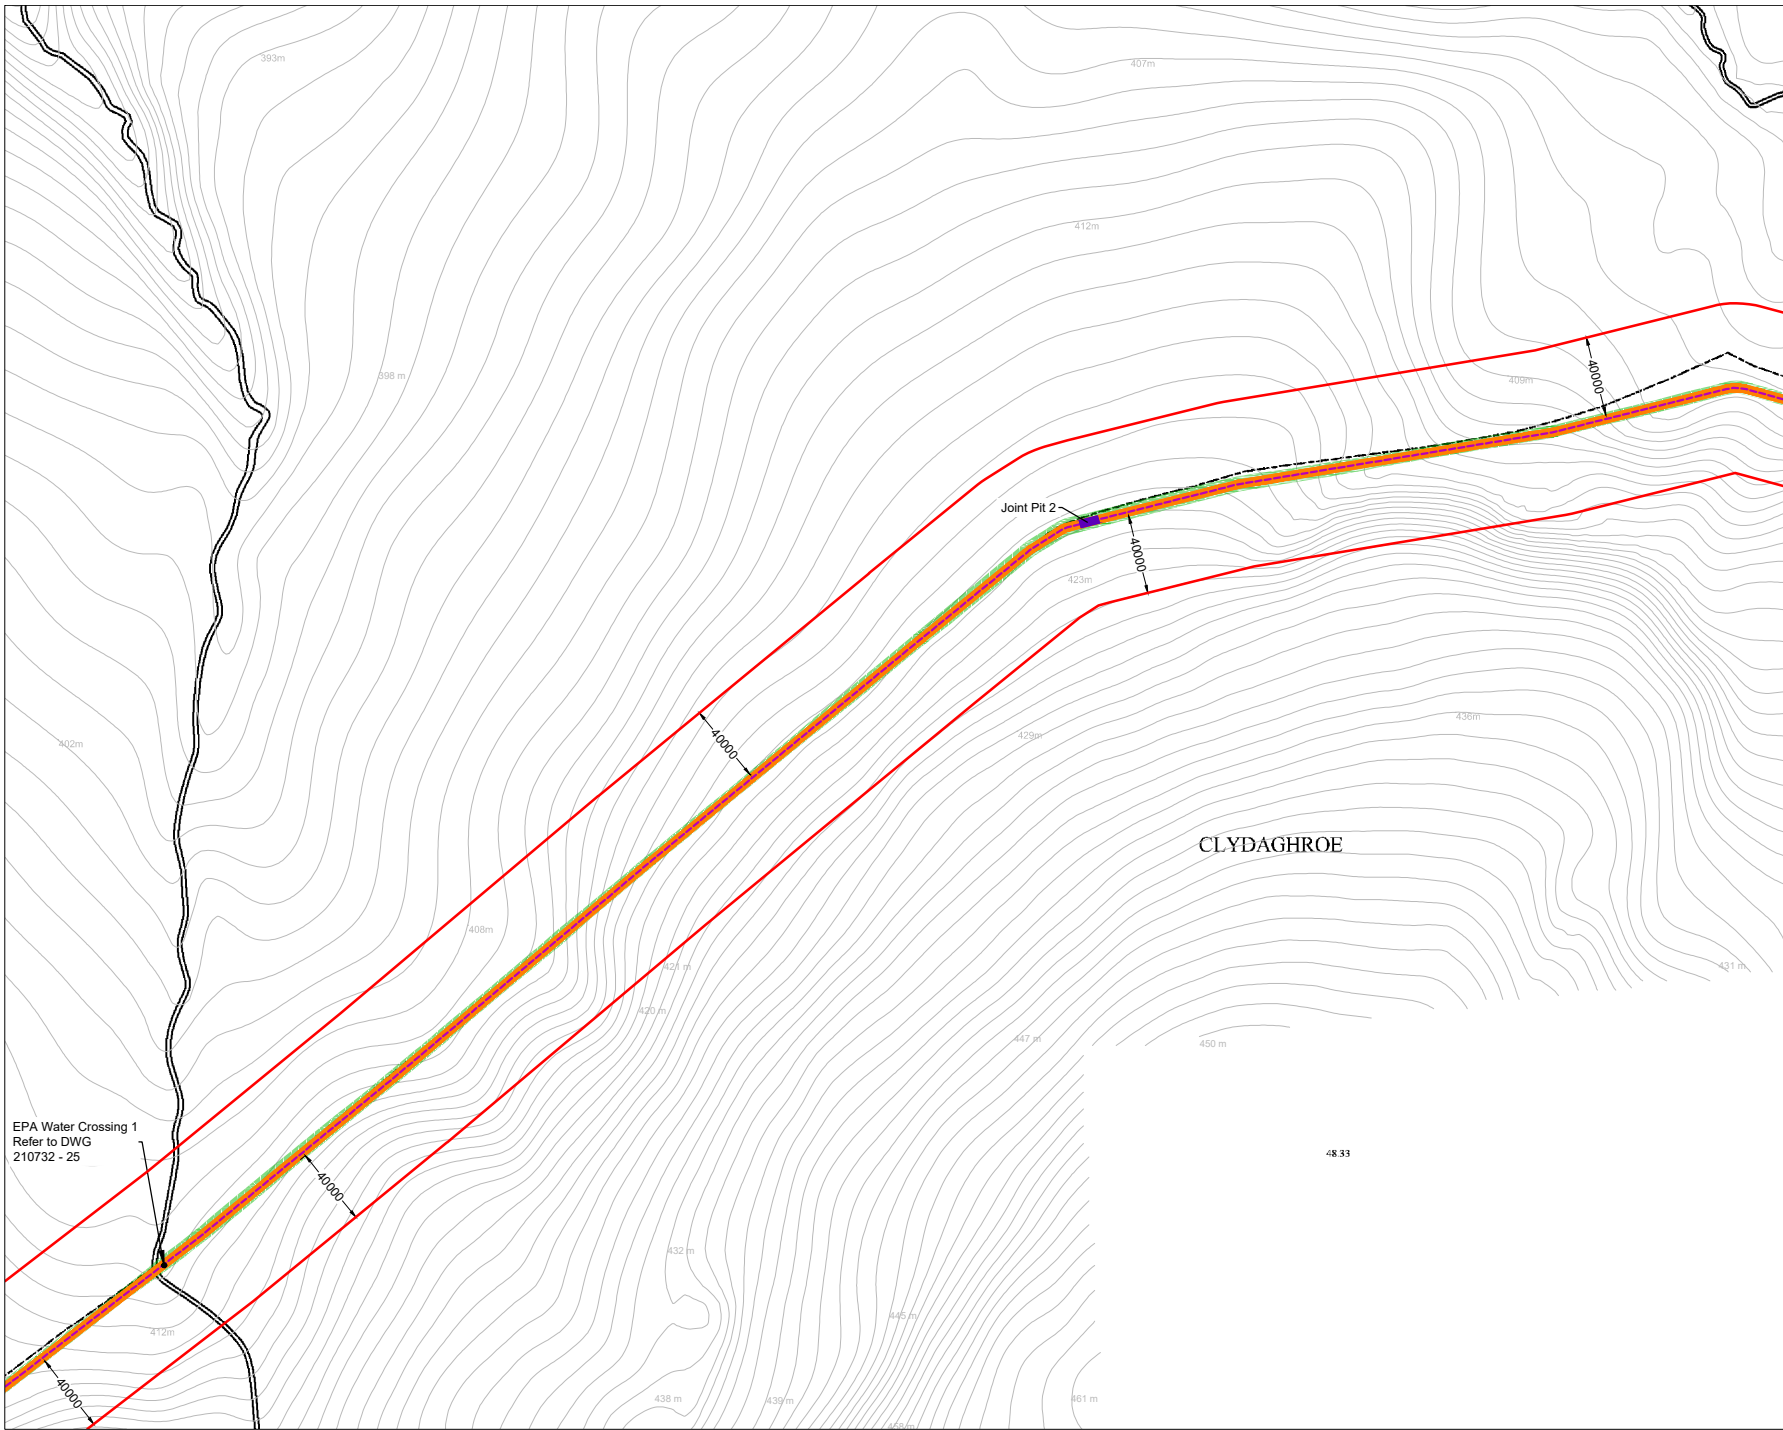 393m
407m
412m
398 m
40000
409m
Joint Pit 2
40000
423m
402m
40000
429m
436m
CLYDAGHROE
408m
421 m
431 m
420 m
447 m
450 m
EPA Water Crossing 1
Refer to DWG
210732 - 25
48.33
40000
432 m
445 m
412m
40000
438 m
439 m
461 m
458 m